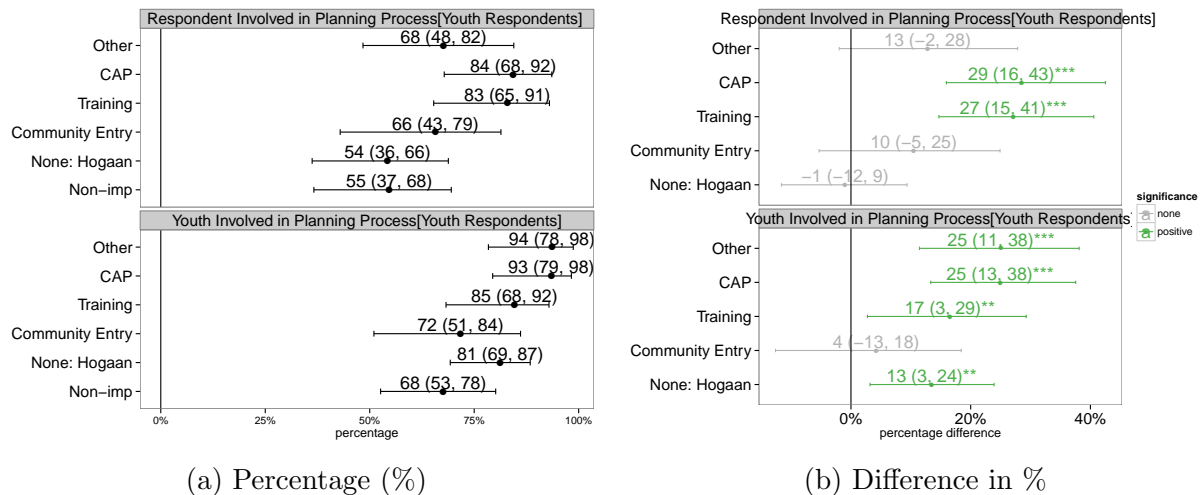 Respondent Involved in Planning Process[Youth Respondents]
Other 68 (48, 82)
CAP 84 (68, 92)
Training 83 (65, 91)
Community Entry 66 (43, 79)
None: Hogaan 54 (36, 66)
Non−imp 55 (37, 68)
Youth Involved in Planning Process[Youth Respondents]
Other 94 (78, 98)
CAP 93 (79, 98)
Training 85 (68, 92)
Community Entry 72 (51, 84)
None: Hogaan 81 (69, 87)
Non−imp 68 (53, 78)
0% 25% 50% 75% 100%
percentage
(a) Percentage (%)
Respondent Involved in Planning Process[Youth Respondents]
Other 13 (−2, 28)
CAP 29 (16, 43)***
Training 27 (15, 41)***
Community Entry 10 (−5, 25)
None: Hogaan −1 (−12, 9)
Youth Involved in Planning Process[Youth Respondents]
Other 25 (11, 38)***
CAP 25 (13, 38)***
Training 17 (3, 29)**
Community Entry 4 (−13, 18)
None: Hogaan 13 (3, 24)**
0% 20% 40%
percentage difference
significance
a none
a positive
(b) Difference in %